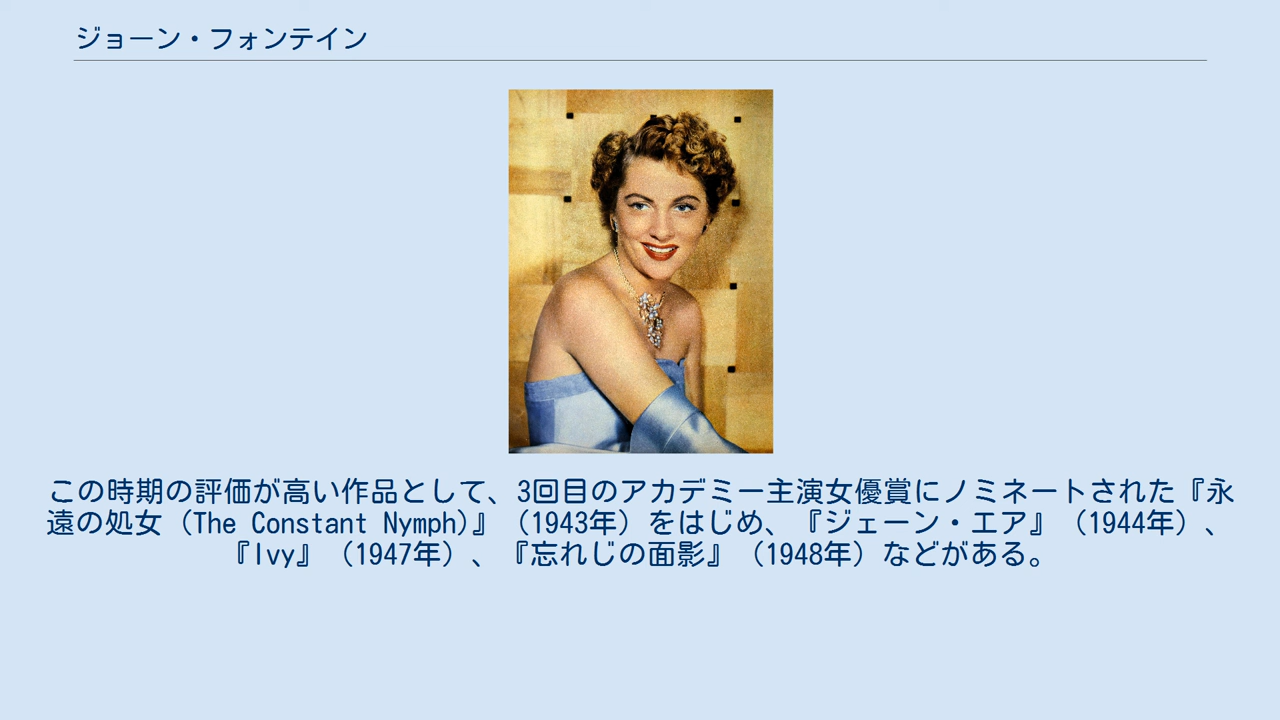 ジョーン・フォンテイン
この時期の評価が高い作品として、3回目のアカデミー主演女優賞にノミネートされた『永
遠の処女（The Constant Nymph)』（1943年）をはじめ、『ジェーン・エア』（1944年）、
『Ivy』（1947年）、『忘れじの面影』（1948年）などがある。